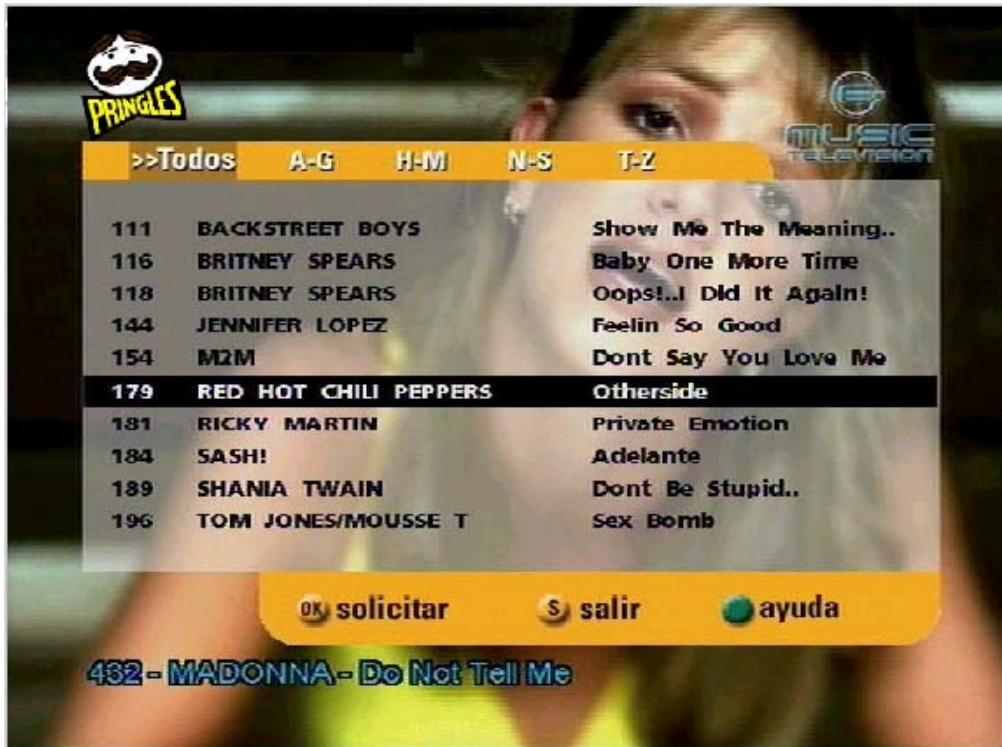 PRINGLES
MUSIC
TELEVISION
>>Todos A-G H-M N-S T-Z
111 BACKSTREET BOYS Show Me The Meaning..
116 BRITNEY SPEARS Baby One More Time
118 BRITNEY SPEARS Oops!..I Did It Again!
144 JENNIFER LOPEZ Feelin So Good
154 M2M Dont Say You Love Me
179 RED HOT CHILI PEPPERS Otherside
181 RICKY MARTIN Private Emotion
184 SASH! Adelante
189 SHANIA TWAIN Dont Be Stupid..
196 TOM JONES/MOUSSE T Sex Bomb
OK solicitar S salir ayuda
432 - MADONNA - Do Not Tell Me